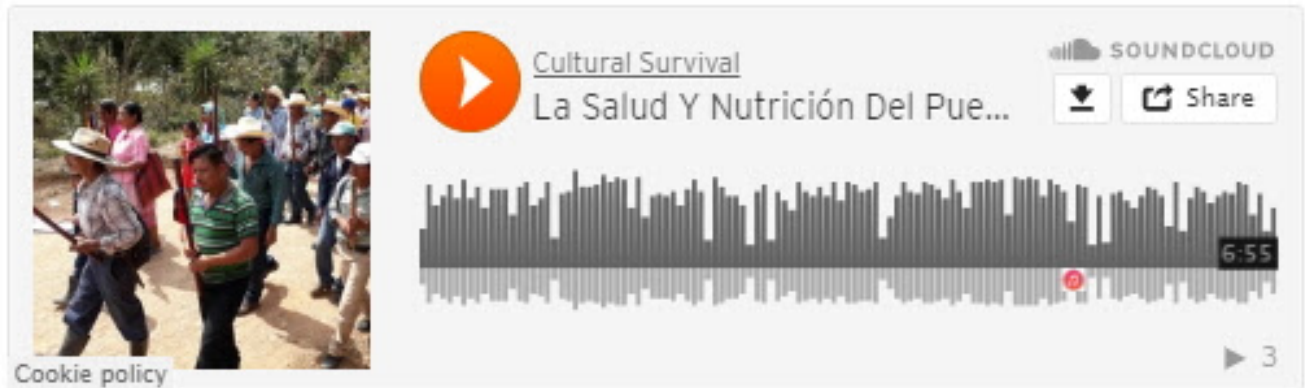 Cultural Survival
SOUNDCLOUD
La Salud Y Nutrición Del Pue...
Share
6:55
3
Cookie policy